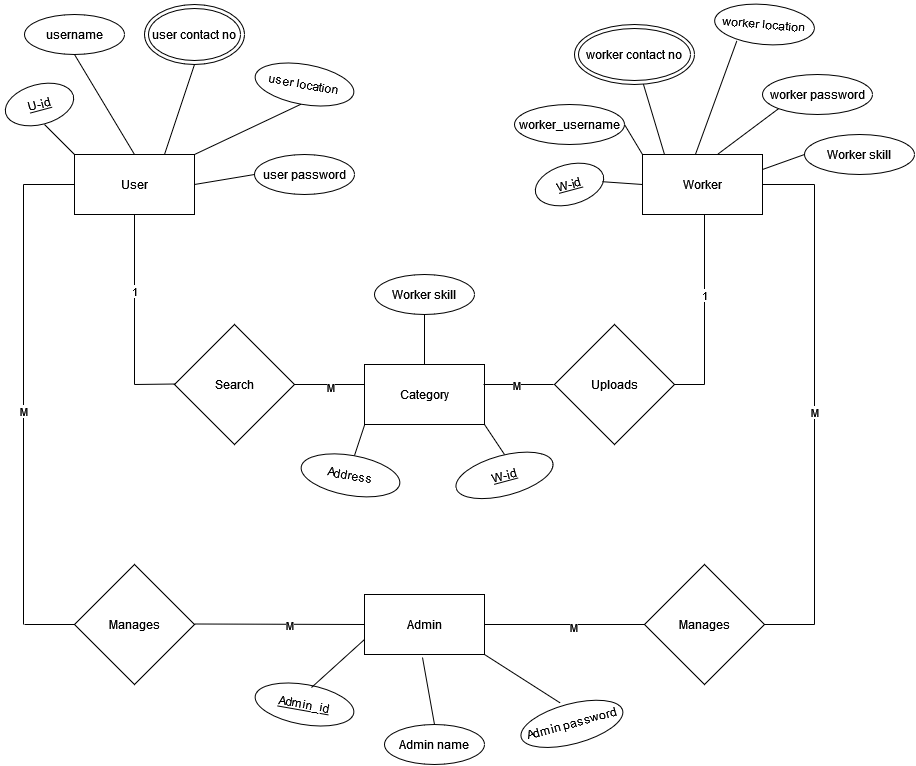 username
user contact no
worker location
worker contact no
user location
U-id
worker password
worker_username
Worker skill
user password
User
W-id
Worker
1
1
Worker skill
Search
M
Category
M
Uploads
M
M
Address
W-id
Manages
M
Admin
M
Manages
Admin_id
Admin name
Admin password